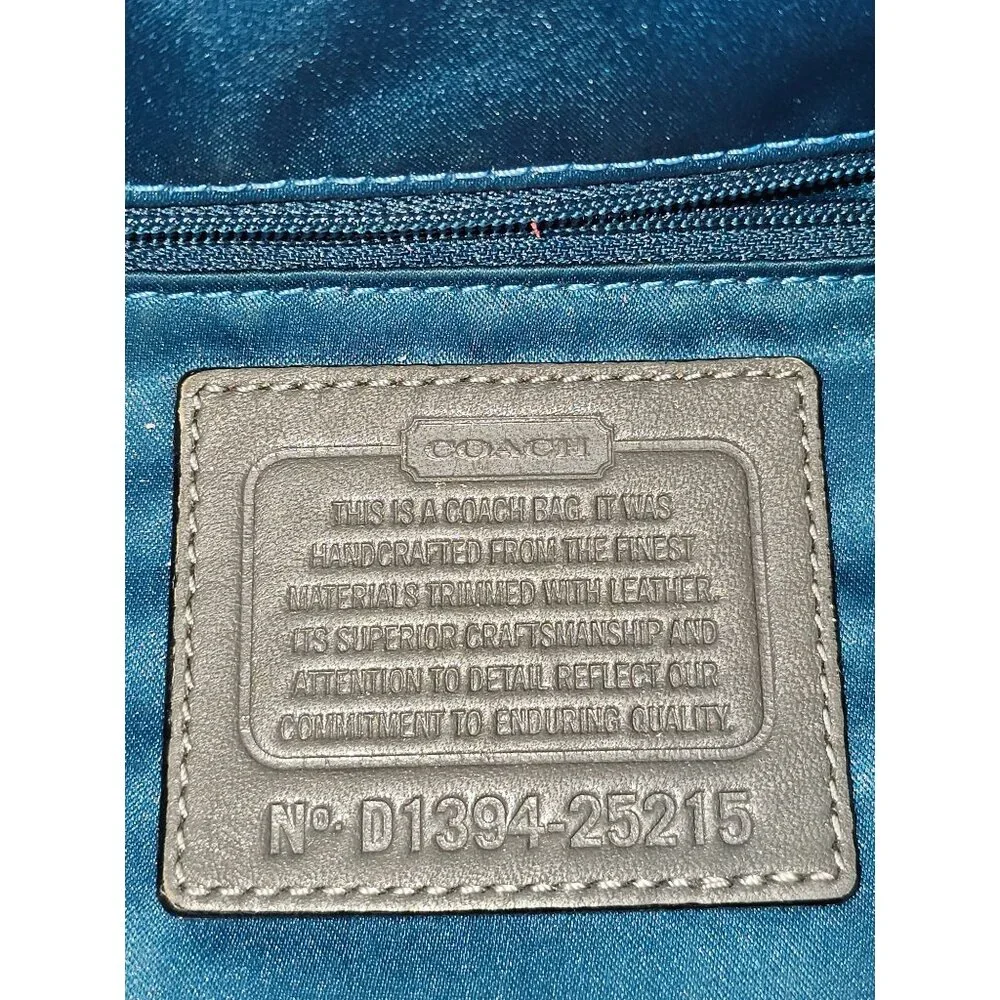 COACH
THIS IS A COACH BAG. IT WAS
HANDCRAFTED FROM THE FINEST
MATERIALS TRIMMED WITH LEATHER.
ITS SUPERIOR CRAFTSMANSHIP AND
ATTENTION TO DETAIL REFLECT OUR
COMMITMENT TO ENDURING QUALITY.
Nº. D1394-25215